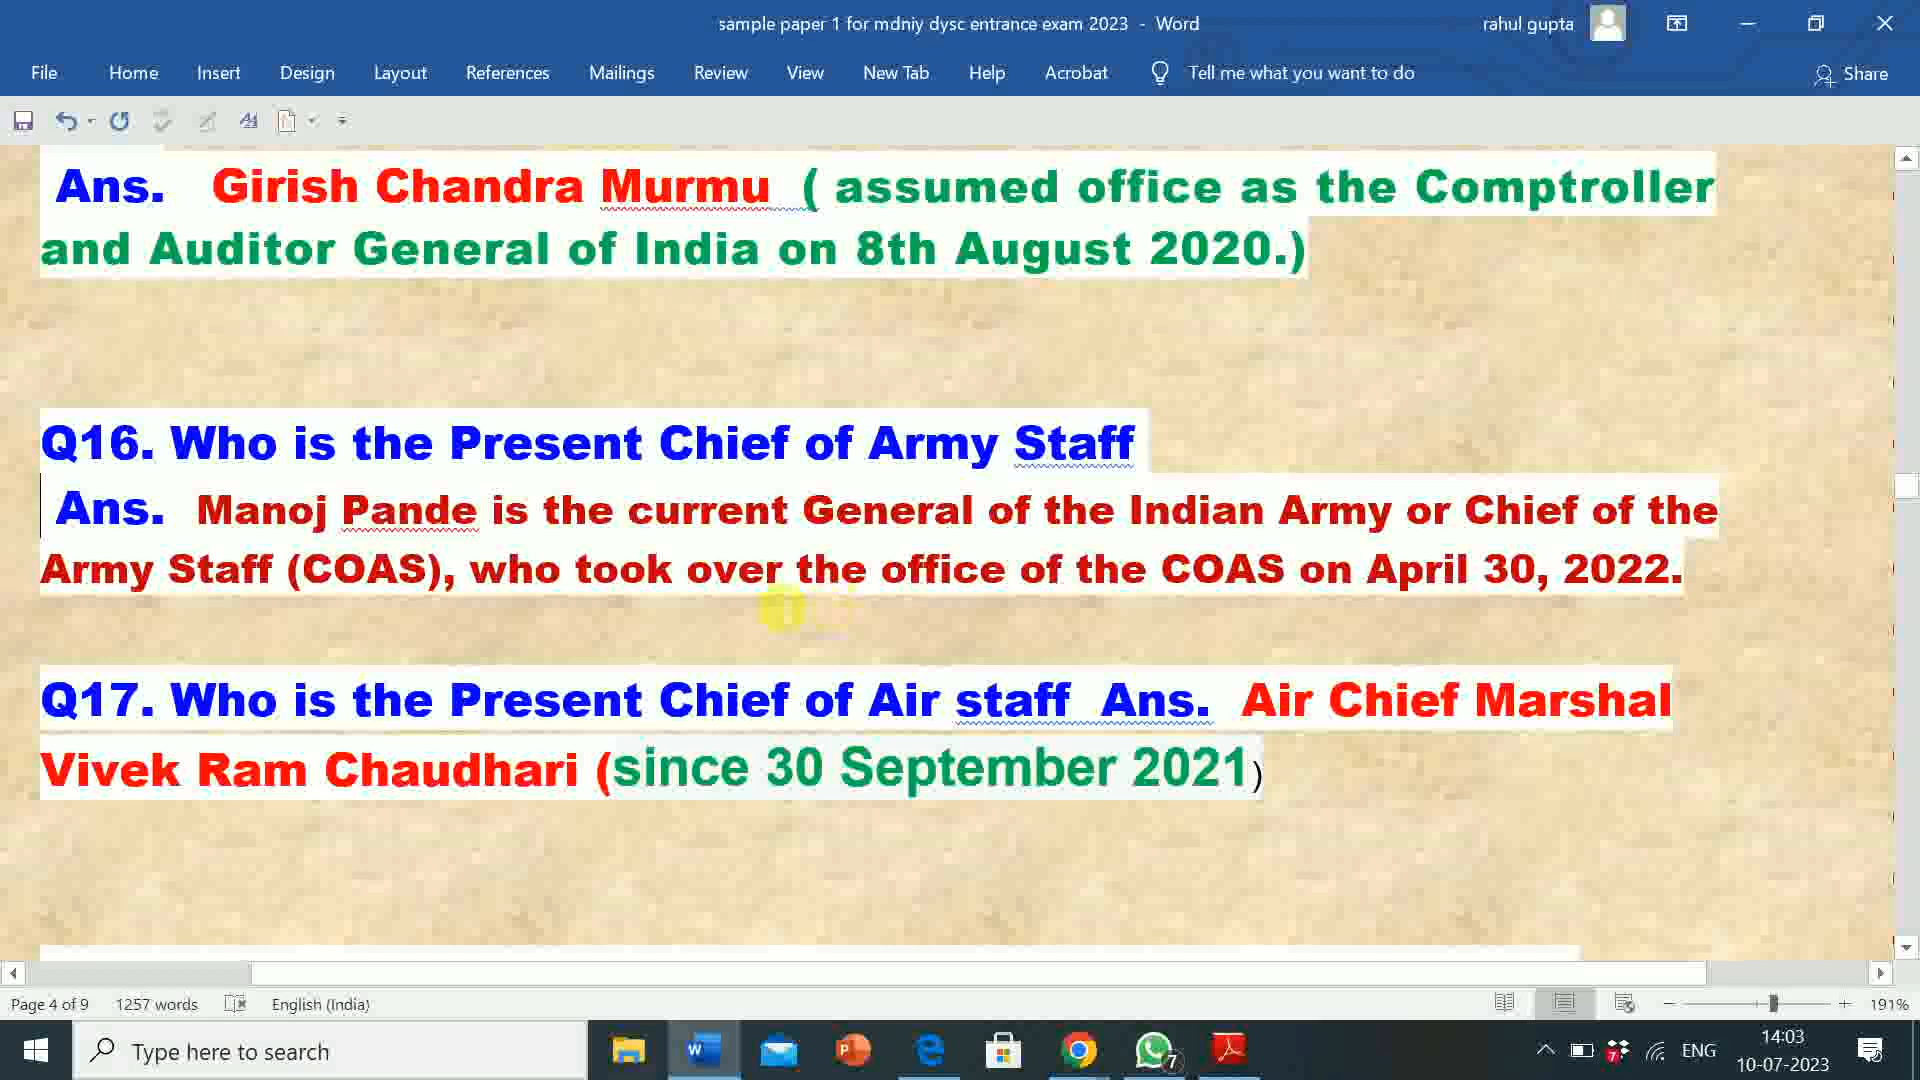 sample paper 1 for mdniy dysc entrance exam 2023 - Word
rahul gupta
File Home Insert Design Layout References Mailings Review View New Tab Help Acrobat Tell me what you want to do Share
Ans. Girish Chandra Murmu ( assumed office as the Comptroller
and Auditor General of India on 8th August 2020.)
Q16. Who is the Present Chief of Army Staff
Ans. Manoj Pande is the current General of the Indian Army or Chief of the
Army Staff (COAS), who took over the office of the COAS on April 30, 2022.
Q17. Who is the Present Chief of Air staff Ans. Air Chief Marshal
Vivek Ram Chaudhari (since 30 September 2021)
Page 4 of 9 1257 words English (India) 191%
Type here to search
7
7
ENG
14:03
10-07-2023